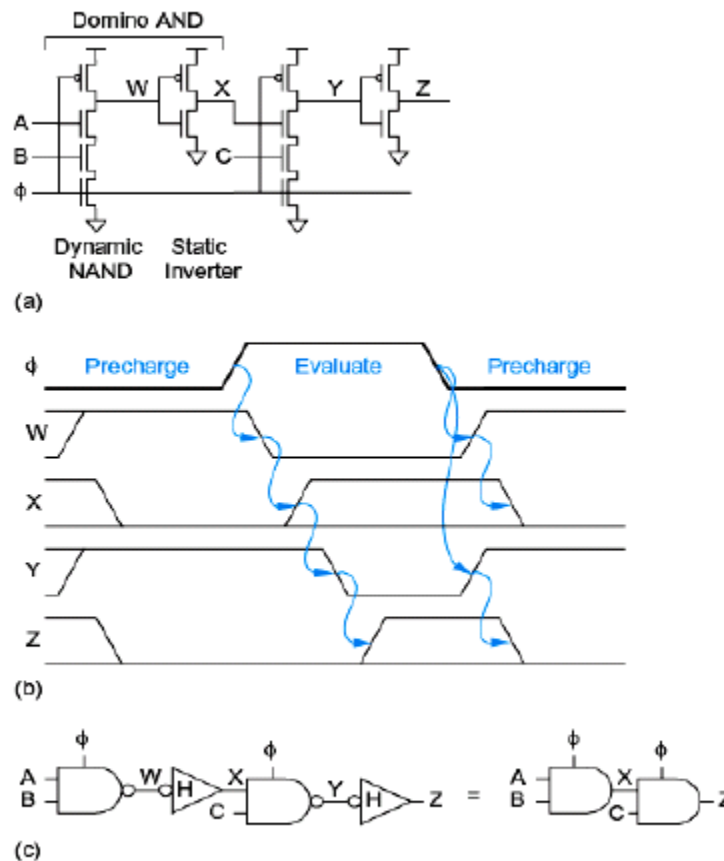 Domino AND
W X Y Z
A
B C
ϕ
Dynamic Static
NAND Inverter
(a)
ϕ Precharge Evaluate Precharge
W
X
Y
Z
(b)
ϕ ϕ ϕ ϕ
A W H X Y H Z = A X
B C B C Z
(c)